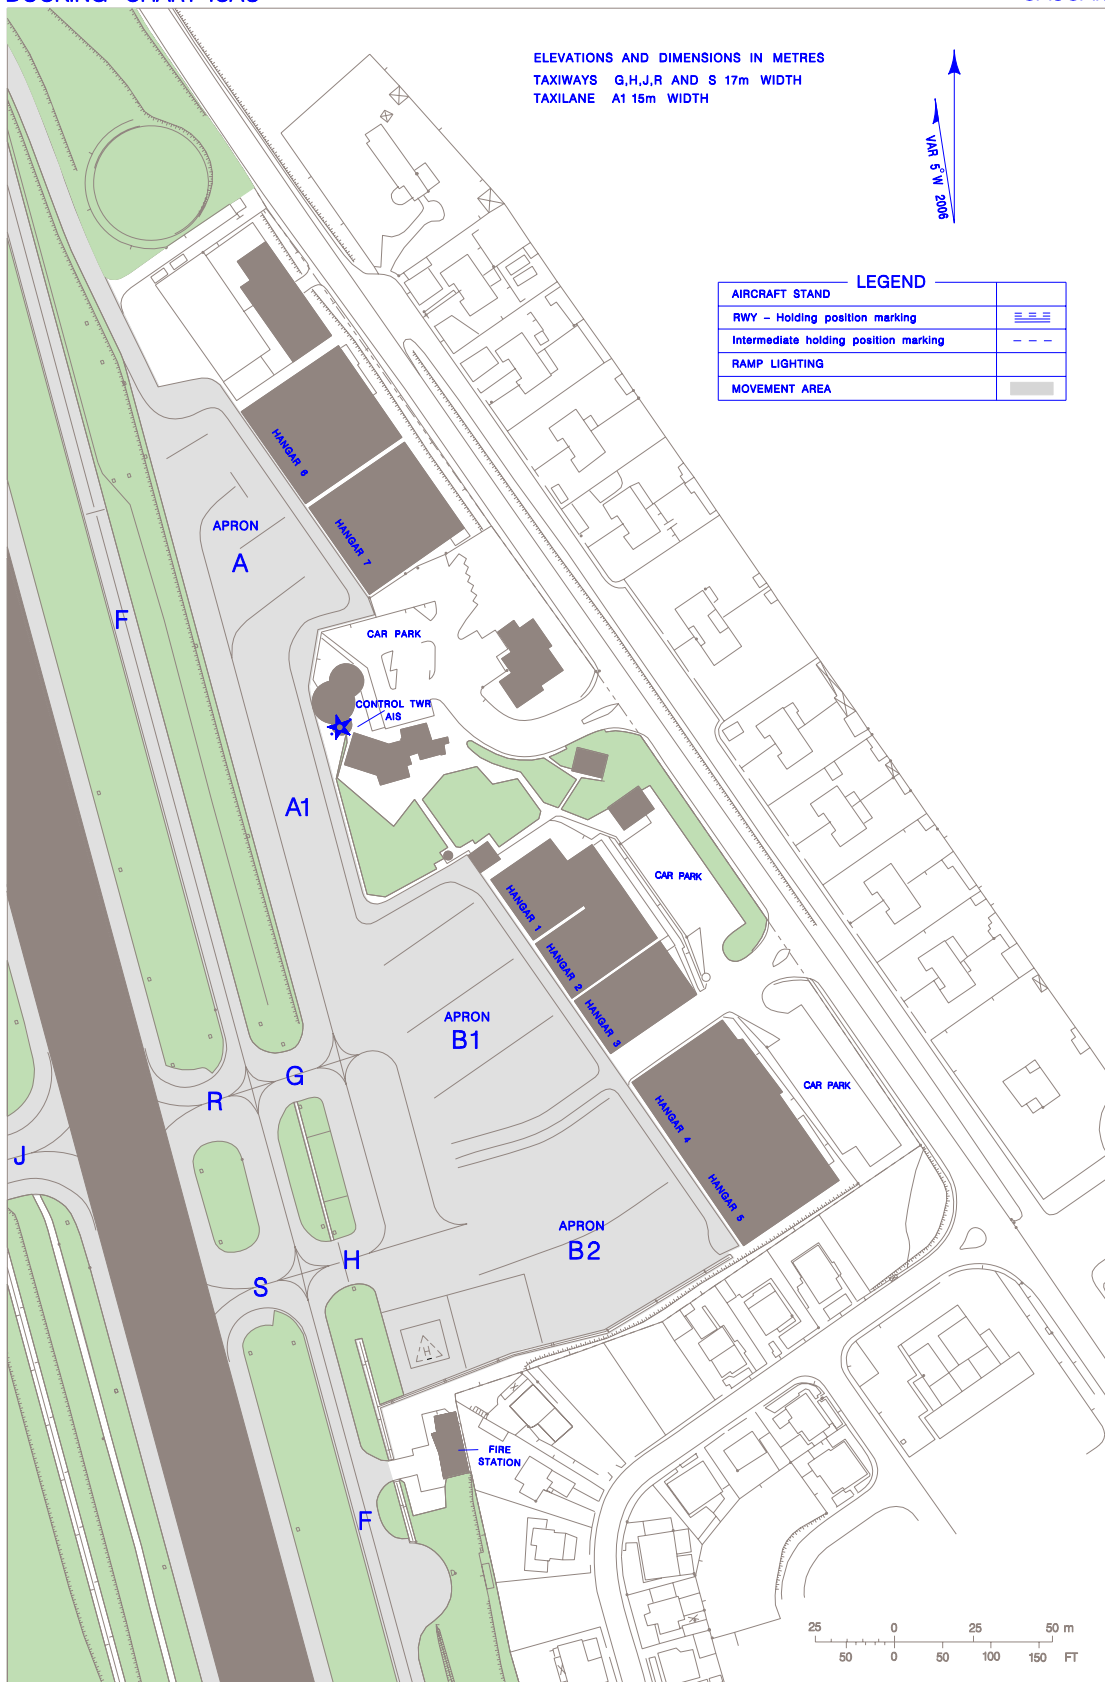 ELEVATIONS AND DIMENSIONS IN METRES
TAXIWAYS G,H,J,R AND S 17m WIDTH
TAXILANE A1 15m WIDTH
VAR 5°W 2006
LEGEND
AIRCRAFT STAND
RWY - Holding position marking
Intermediate holding position marking
RAMP LIGHTING
MOVEMENT AREA
HANGAR 6
HANGAR 7
APRON
A
F
CAR PARK
CONTROL TWR
AIS
A1
CAR PARK
HANGAR 1
HANGAR 2
HANGAR 3
APRON
B1
G
R
J
CAR PARK
HANGAR 4
HANGAR 5
APRON
B2
H
S
H
FIRE
STATION
F
25 0 25 50 m
50 0 50 100 150 FT